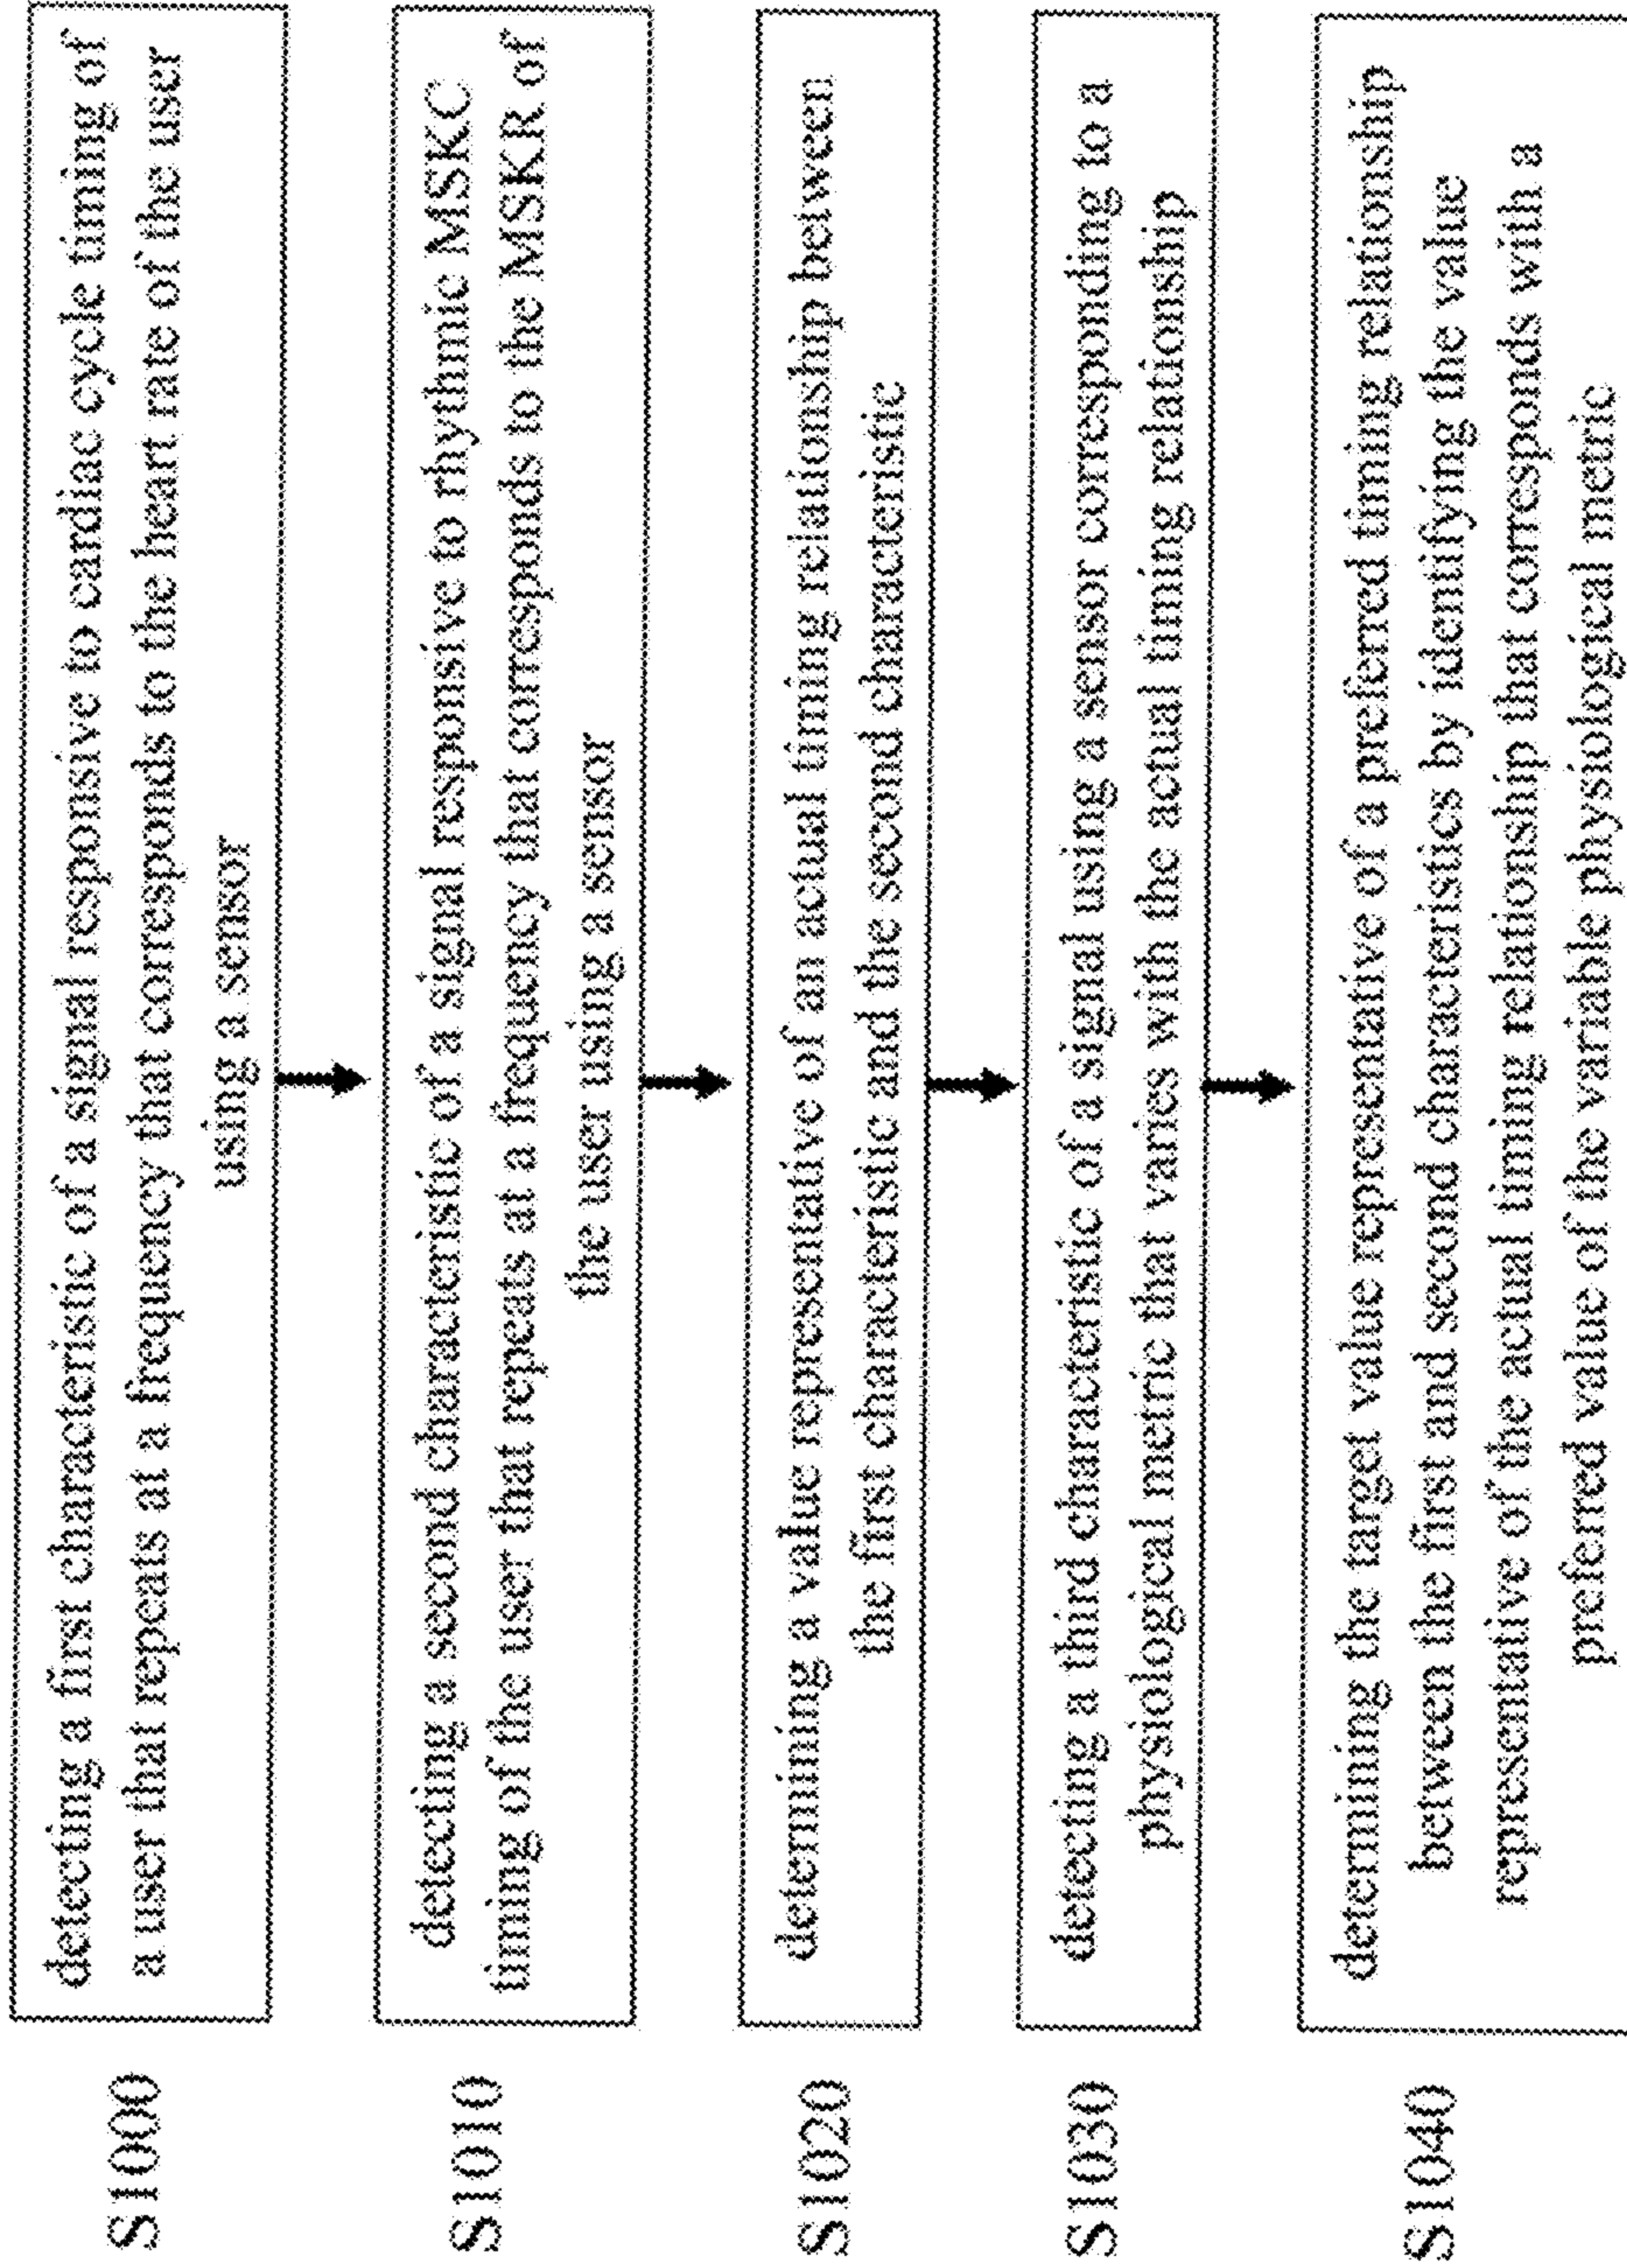 S1000
detecting a first characteristic of a signal responsive to cardiac cycle timing of
a user that repeats at a frequency that corresponds to the heart rate of the user
using a sensor
S1010
detecting a second characteristic of a signal responsive to rhythmic MSKC
timing of the user that repeats at a frequency that corresponds to the MSKR of
the user using a sensor
S1020
determining a value representative of an actual timing relationship between
the first characteristic and the second characteristic
S1030
detecting a third characteristic of a signal using a sensor corresponding to a
physiological metric that varies with the actual timing relationship
S1040
determining the target value representative of a preferred timing relationship
between the first and second characteristics by identifying the value
representative of the actual timing relationship that corresponds with a
preferred value of the variable physiological metric